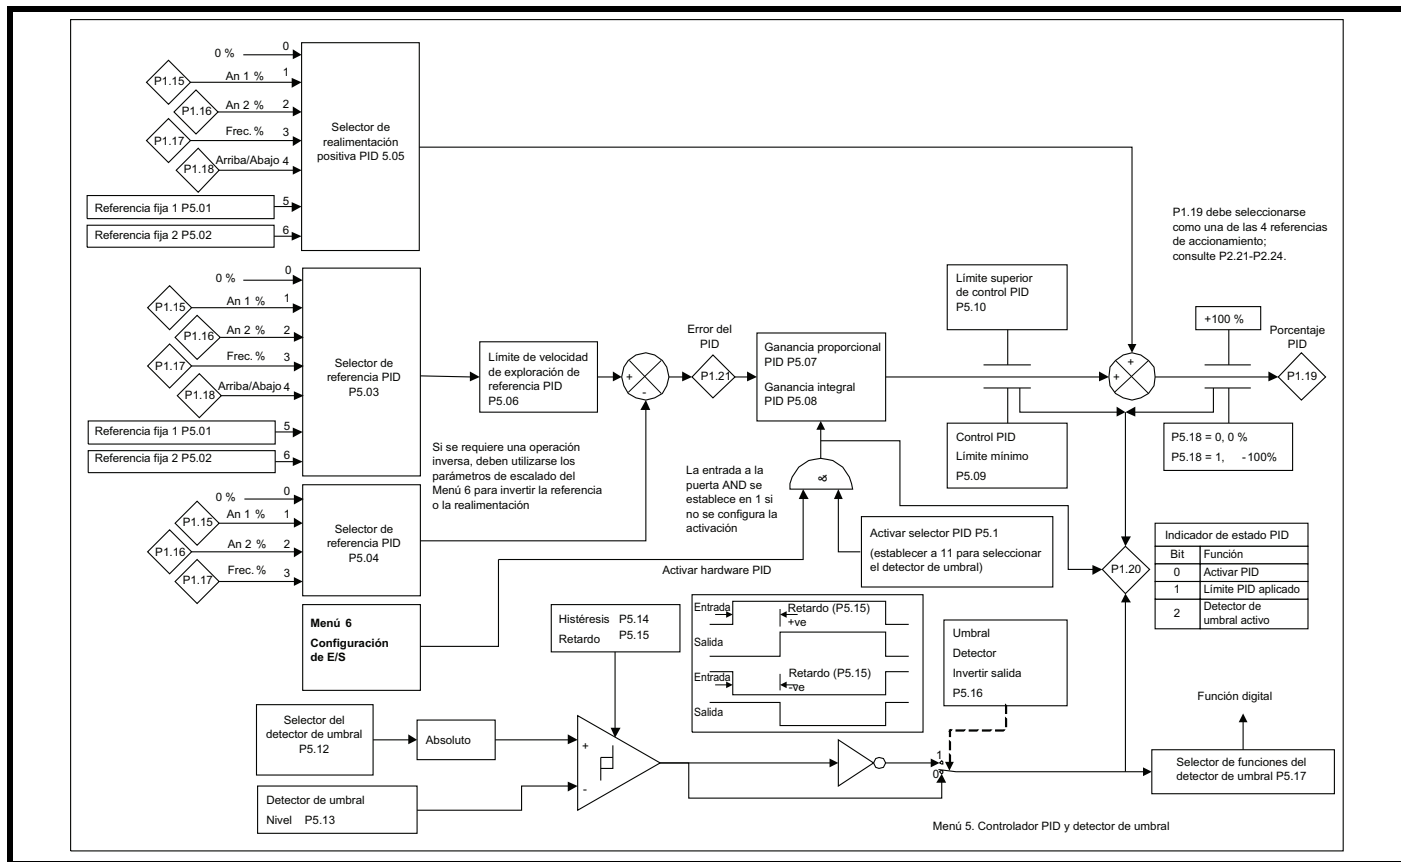 0 %
0
P1.15
An 1 %
1
P1.16
An 2 %
2
P1.17
Frec. %
3
P1.18
Arriba/Abajo 4
Referencia fija 1 P5.01
5
Referencia fija 2 P5.02
6
Selector de
realimentación
positiva PID 5.05
P1.19 debe seleccionarse
como una de las 4 referencias
de accionamiento;
consulte P2.21-P2.24.
0 %
0
P1.15
An 1 %
1
P1.16
An 2 %
2
P1.17
Frec. %
3
P1.18
Arriba/Abajo 4
Referencia fija 1 P5.01
5
Referencia fija 2 P5.02
6
Selector de
referencia PID
P5.03
Límite de velocidad
de exploración de
referencia PID
P5.06
+
-
Error del
PID
P1.21
Ganancia proporcional
PID P5.07
Ganancia integral
PID P5.08
Límite superior
de control PID
P5.10
Control PID
Límite mínimo
P5.09
+
+
+100 %
Porcentaje
PID
P1.19
P5.18 = 0, 0 %
P5.18 = 1, -100%
Si se requiere una operación
inversa, deben utilizarse los
parámetros de escalado del
Menú 6 para invertir la referencia
o la realimentación
La entrada a la
puerta AND se
establece en 1 si
no se configura la
activación
&
0 %
0
P1.15
An 1 %
1
P1.16
An 2 %
2
P1.17
Frec. %
3
Selector de
referencia PID
P5.04
Activar hardware PID
Activar selector PID P5.1
(establecer a 11 para seleccionar
el detector de umbral)
P1.20
Indicador de estado PID
Bit Función
0 Activar PID
1 Límite PID aplicado
2 Detector de
umbral activo
Menú 6
Configuración
de E/S
Histéresis P5.14
Retardo P5.15
Entrada
Retardo (P5.15)
+ve
Salida
Entrada
Retardo (P5.15)
-ve
Salida
Umbral
Detector
Invertir salida
P5.16
Función digital
Selector del
detector de umbral
P5.12
Absoluto
+
-
1
0
Selector de funciones del
detector de umbral P5.17
Detector de umbral
Nivel P5.13
Menú 5. Controlador PID y detector de umbral